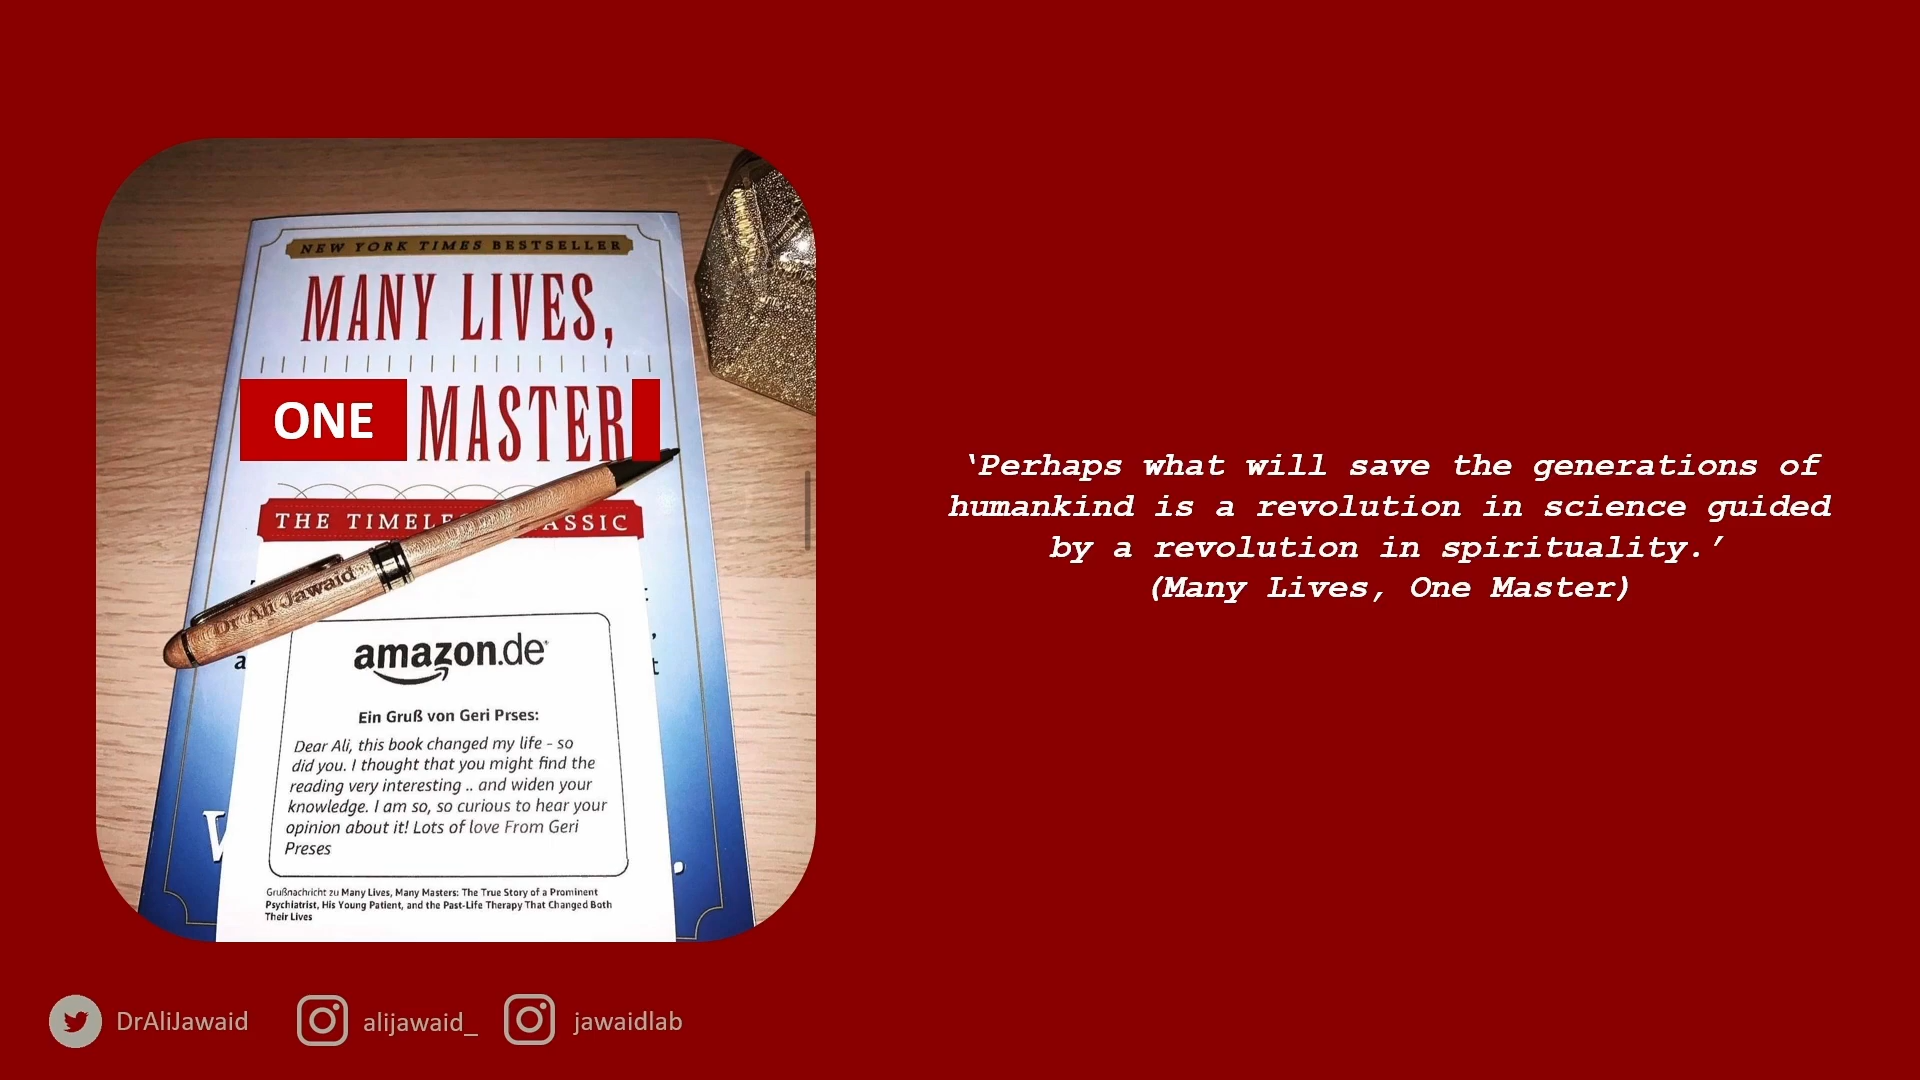 NEW YORK TIMES BESTSELLER
MANY LIVES,
ONE MASTER
THE TIMELE ASSIC
Dr Ali Jawaid
a
t
amazon.de
Ein Gruß von Geri Prses:
Dear Ali, this book changed my life - so
did you. I thought that you might find the
reading very interesting .. and widen your
knowledge. I am so, so curious to hear your
opinion about it! Lots of love From Geri
Preses
Grußnachricht zu Many Lives, Many Masters: The True Story of a Prominent
Psychiatrist, His Young Patient, and the Past-Life Therapy That Changed Both
Their Lives
‘Perhaps what will save the generations of
humankind is a revolution in science guided
by a revolution in spirituality.’
(Many Lives, One Master)
DrAliJawaid
alijawaid_
jawaidlab